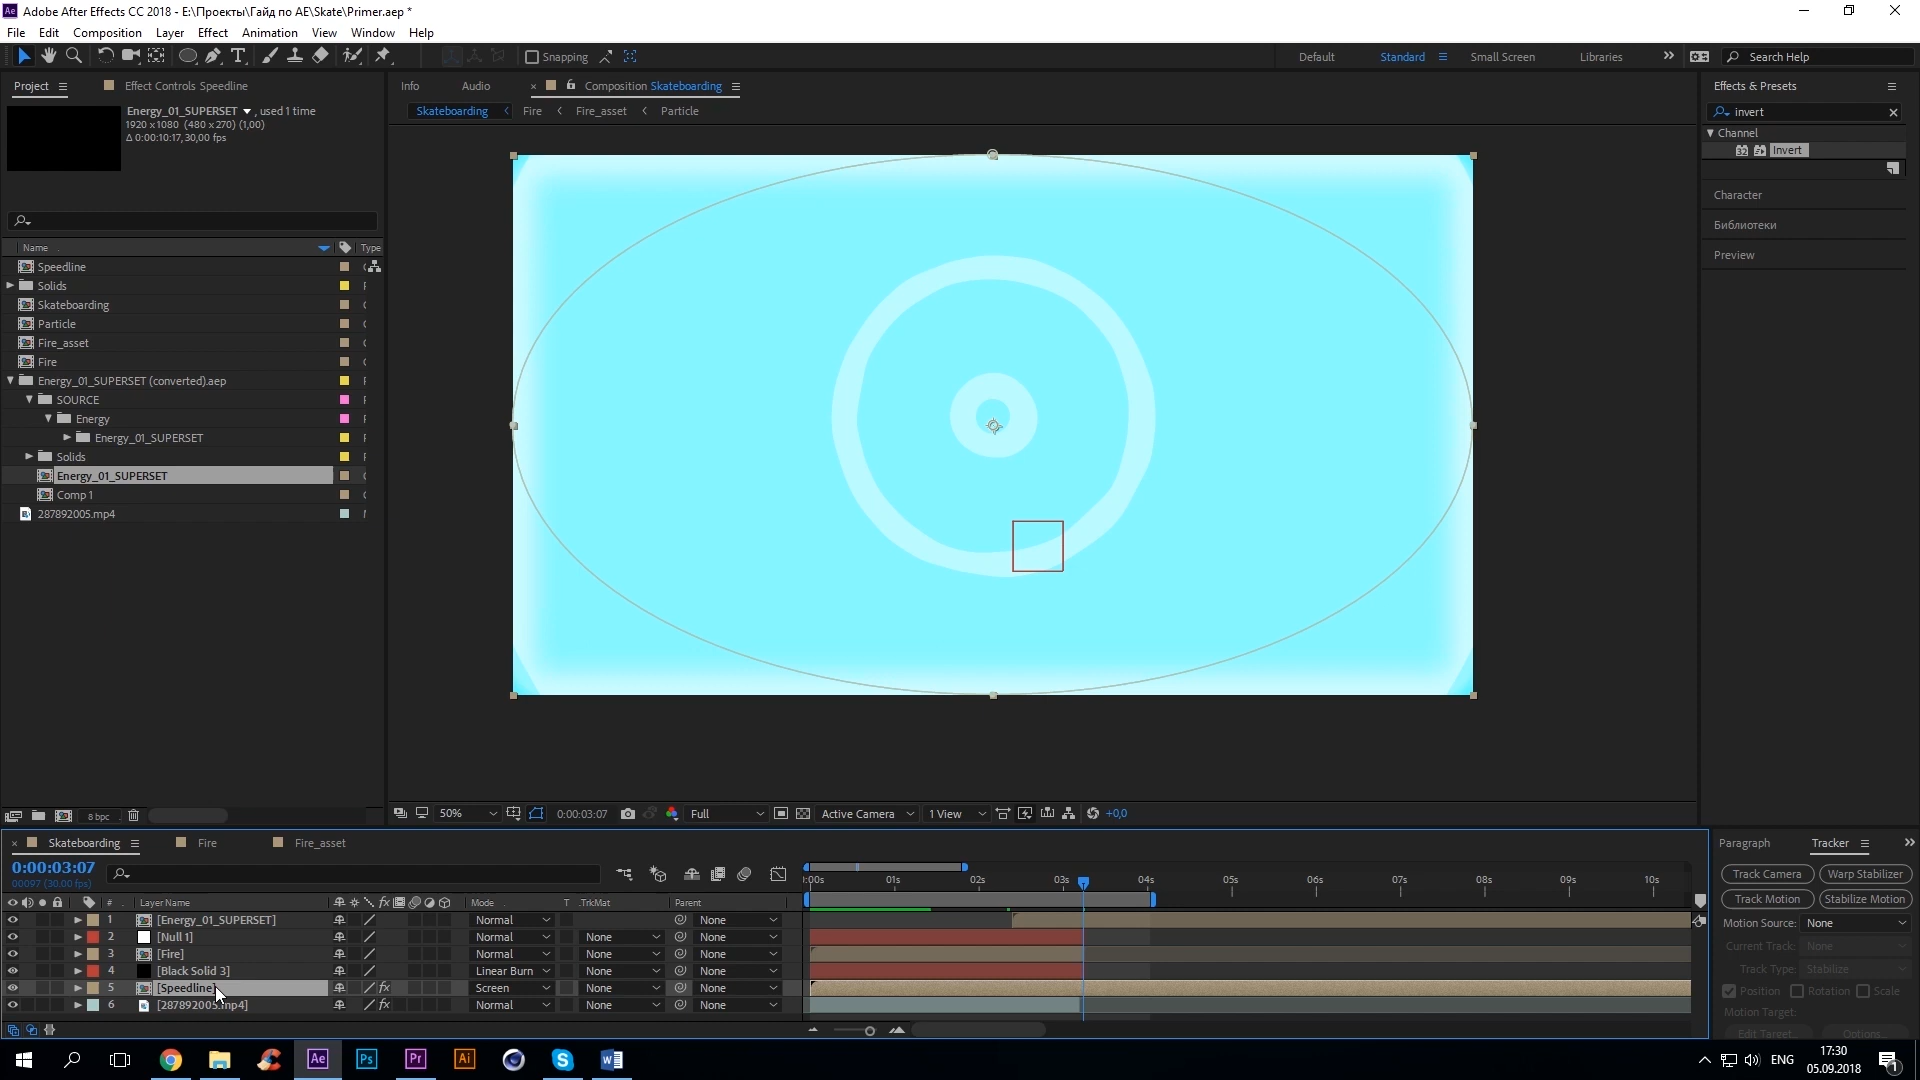 Adobe After Effects CC 2018 - E:\Проекты\Гайд по AE\Skate\Primer.aep *
File Edit Composition Layer Effect Animation View Window Help
Snapping
Default Standard Small Screen Libraries Search Help
Project Effect Controls Speedline
Info Audio Composition Skateboarding
Effects & Presets
Energy_01_SUPERSET , used 1 time
1920 x 1080 (480 x 270) (1,00)
Δ 0:00:10:17, 30,00 fps
Skateboarding Fire Fire_asset Particle
invert
Channel
32 Invert
Character
Библиотеки
Preview
Name Type
Speedline
Solids
Skateboarding
Particle
Fire_asset
Fire
Energy_01_SUPERSET (converted).aep
SOURCE
Energy
Energy_01_SUPERSET
Solids
Energy_01_SUPERSET
Comp 1
287892005.mp4
8 bpc
50% 0:00:03:07 Full Active Camera 1 View +0,0
Skateboarding Fire Fire_asset
0:00:03:07
00097 (30.00 fps)
:00s 01s 02s 03s 04s 05s 06s 07s 08s 09s 10s
# Layer Name fx Mode T .TrkMat Parent
1 [Energy_01_SUPERSET] Normal None
2 [Null 1] Normal None None
3 [Fire] Normal None None
4 [Black Solid 3] Linear Burn None None
5 [Speedline] fx Screen None None
6 [287892005.mp4] fx Normal None None
Paragraph Tracker
Track Camera Warp Stabilizer
Track Motion Stabilize Motion
Motion Source: None
Current Track: None
Track Type: Stabilize
Position Rotation Scale
Motion Target:
Edit Target... Options...
Ae Ps Pr Ai
ENG
17:30
05.09.2018
1